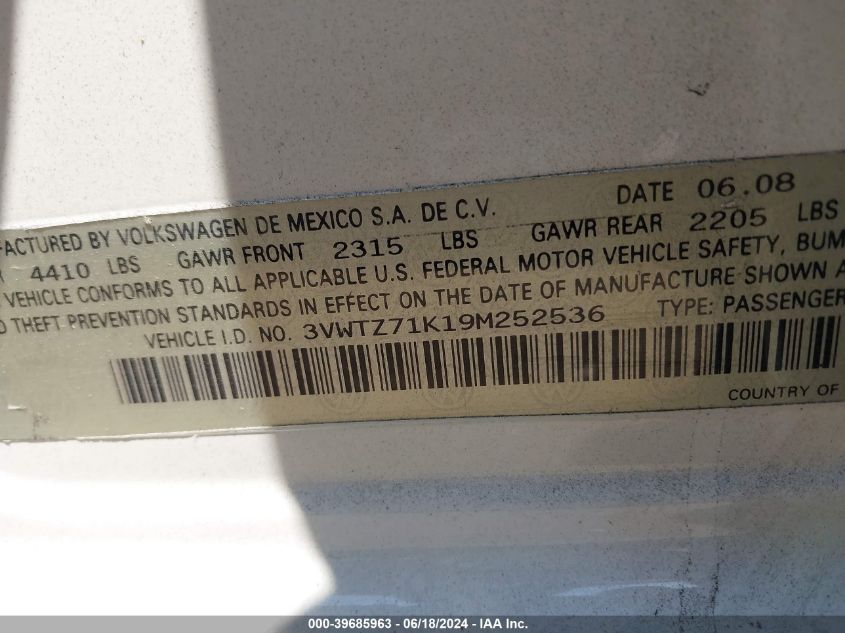 FACTURED BY VOLKSWAGEN DE MEXICO S.A. DE C.V. DATE 06.08
R 4410 LBS GAWR FRONT 2315 LBS GAWR REAR 2205 LBS
VEHICLE CONFORMS TO ALL APPLICABLE U.S. FEDERAL MOTOR VEHICLE SAFETY, BUM
D THEFT PREVENTION STANDARDS IN EFFECT ON THE DATE OF MANUFACTURE SHOWN A
VEHICLE I.D. NO. 3VWTZ71K19M252536 TYPE: PASSENGER
COUNTRY OF
000-39685963 - 06/18/2024 - IAA Inc.